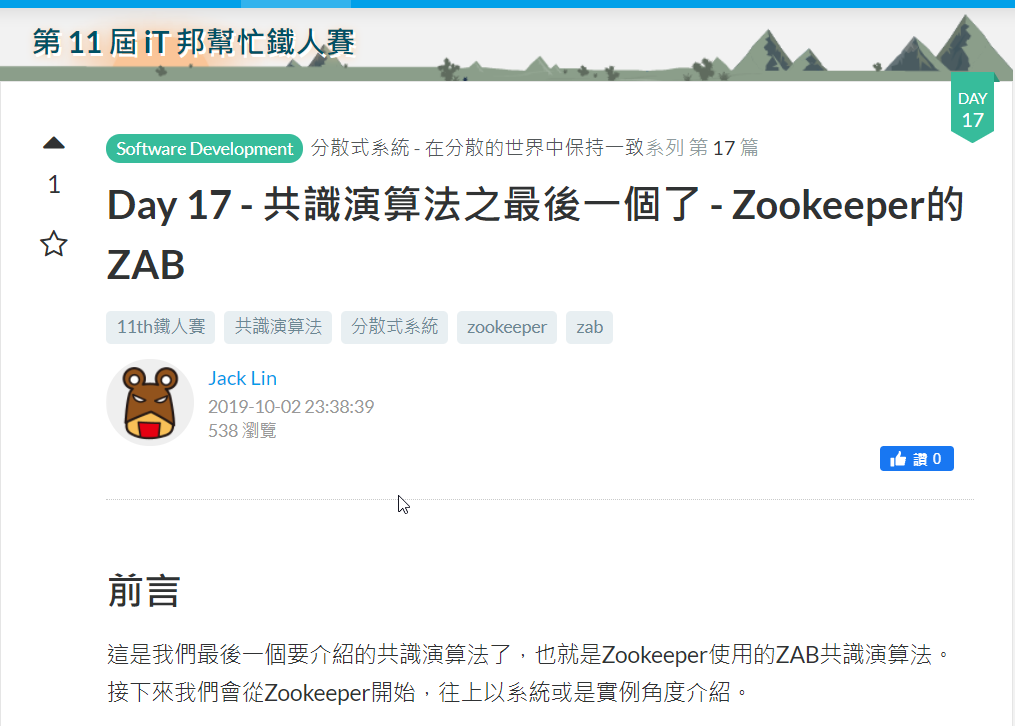 第 11 屆 iT 邦幫忙鐵人賽
DAY
17
1
Software Development 分散式系統 - 在分散的世界中保持一致系列 第 17 篇
Day 17 - 共識演算法之最後一個了 - Zookeeper的
ZAB
11th鐵人賽 共識演算法 分散式系統 zookeeper zab
Jack Lin
2019-10-02 23:38:39
538 瀏覽
讚 0
前言
這是我們最後一個要介紹的共識演算法了，也就是Zookeeper使用的ZAB共識演算法。
接下來我們會從Zookeeper開始，往上以系統或是實例角度介紹。